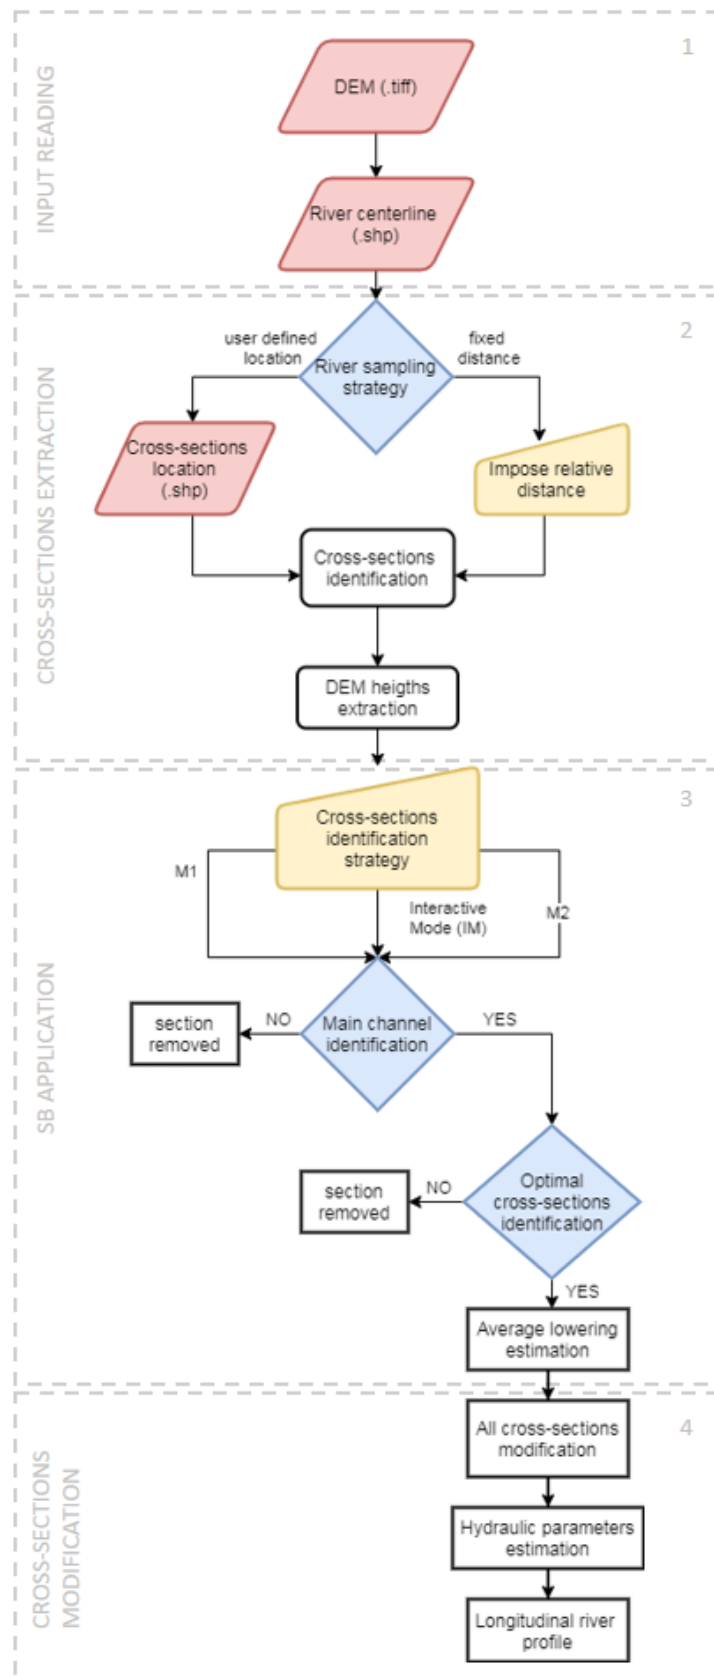 INPUT READING
1
DEM (.tiff)
River centerline
(.shp)
CROSS-SECTIONS EXTRACTION
2
user defined
location
fixed
distance
River sampling
strategy
Cross-sections
location
(.shp)
Impose relative
distance
Cross-sections
identification
DEM heigths
extraction
SB APPLICATION
3
Cross-sections
identification
strategy
M1
Interactive
Mode (IM)
M2
Main channel
identification
NO
YES
section
removed
Optimal
cross-sections
identification
NO
section
removed
YES
Average lowering
estimation
CROSS-SECTIONS
MODIFICATION
4
All cross-sections
modification
Hydraulic parameters
estimation
Longitudinal river
profile